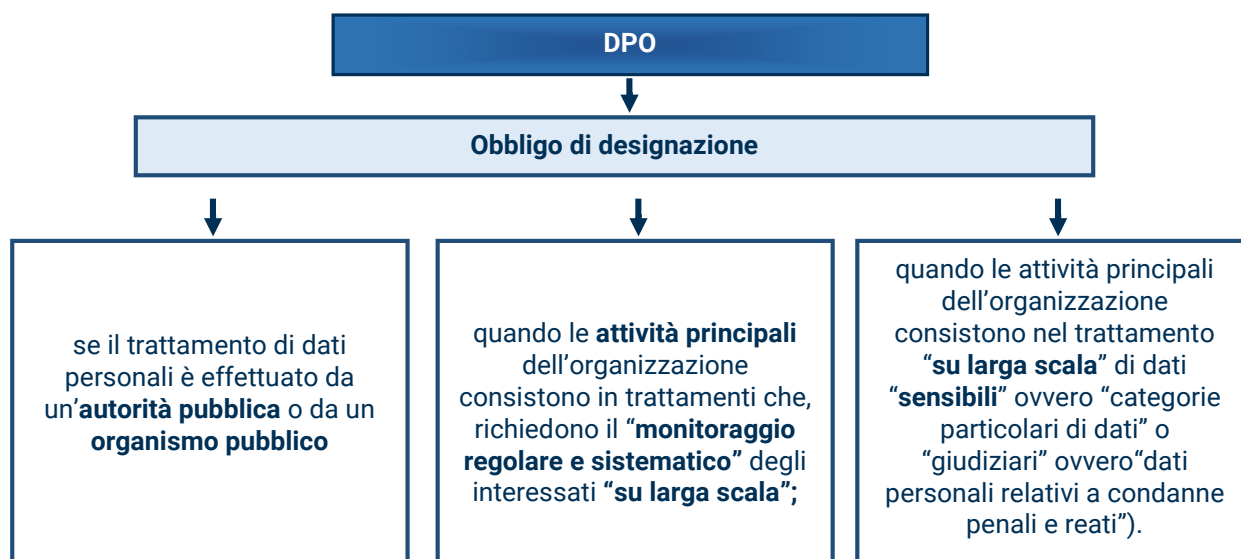 DPO
Obbligo di designazione
se il trattamento di dati
personali è effettuato da
un’autorità pubblica o da un
organismo pubblico
quando le attività principali
dell’organizzazione
consistono in trattamenti che,
richiedono il “monitoraggio
regolare e sistematico” degli
interessati “su larga scala”;
quando le attività principali
dell’organizzazione
consistono nel trattamento
“su larga scala” di dati
“sensibili” ovvero “categorie
particolari di dati” o
“giudiziari” ovvero“dati
personali relativi a condanne
penali e reati”).